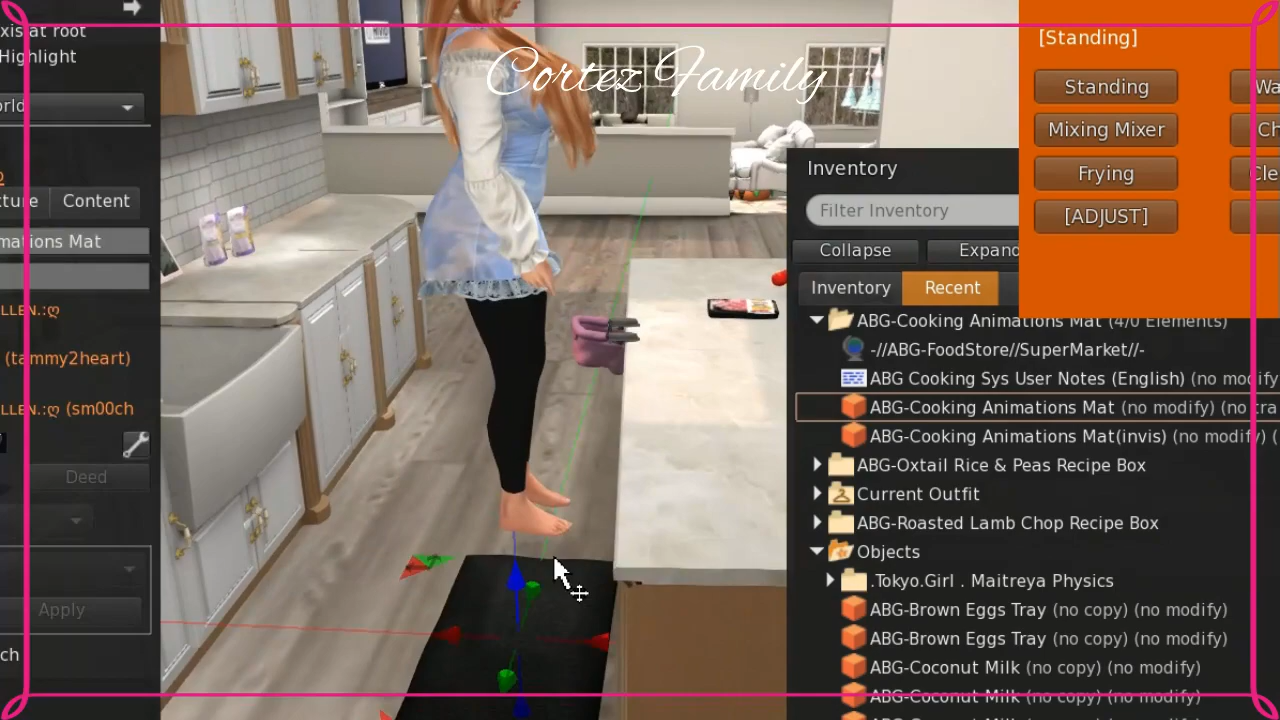 xis at root
Highlight
Cortez Family
[Standing]
Standing
Mixing Mixer
Frying
[ADJUST]
Inventory
Filter Inventory
Collapse
Expand
Inventory
Recent
Content
mations Mat
(tammy2heart)
LLEN.:ღ (sm00ch
Deed
Apply
ABG-Cooking Animations Mat (4/0 Elements)
-//ABG-FoodStore//SuperMarket//-
ABG Cooking Sys User Notes (English) (no modify
ABG-Cooking Animations Mat (no modify) (no tra
ABG-Cooking Animations Mat(invis) (no modify) (
ABG-Oxtail Rice & Peas Recipe Box
Current Outfit
ABG-Roasted Lamb Chop Recipe Box
Objects
.Tokyo.Girl . Maitreya Physics
ABG-Brown Eggs Tray (no copy) (no modify)
ABG-Brown Eggs Tray (no copy) (no modify)
ABG-Coconut Milk (no copy) (no modify)
ABG-Coconut Milk (no copy) (no modify)